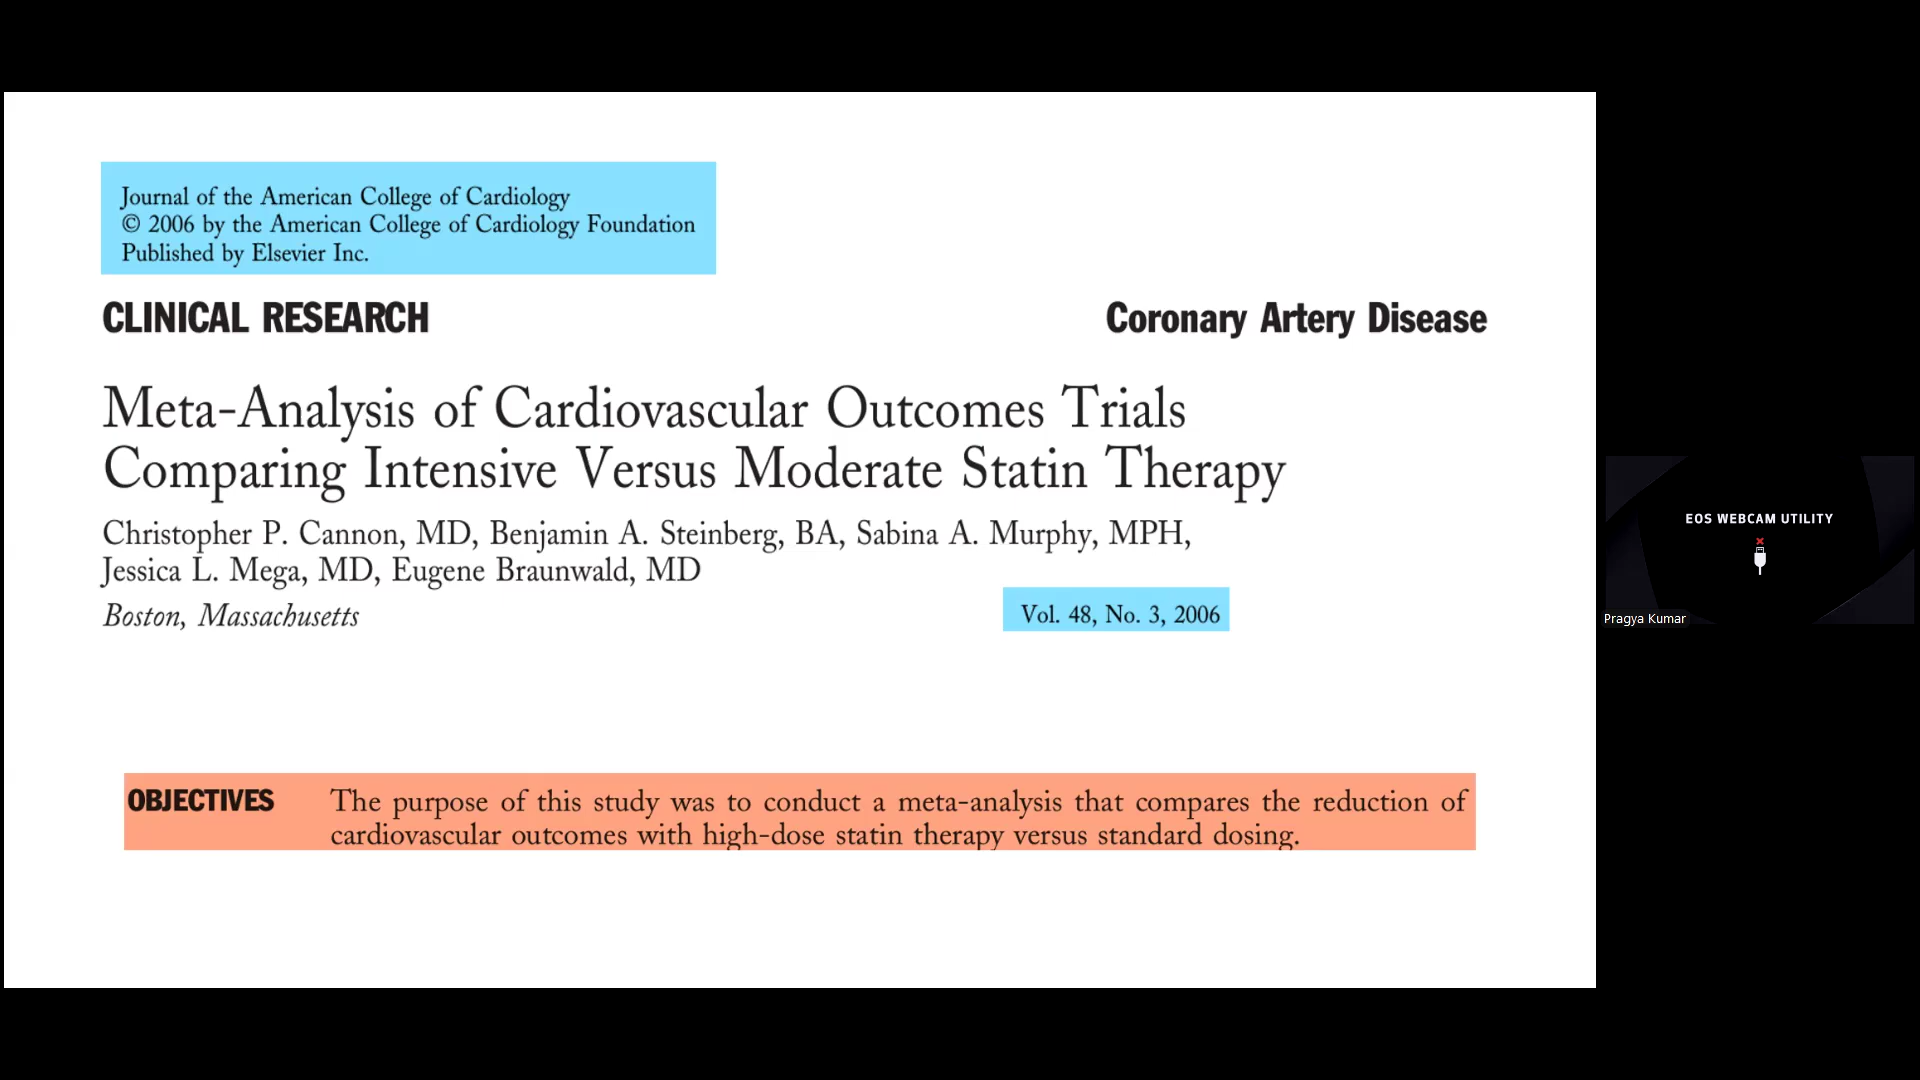 Journal of the American College of Cardiology
© 2006 by the American College of Cardiology Foundation
Published by Elsevier Inc.
CLINICAL RESEARCH
Coronary Artery Disease
Meta-Analysis of Cardiovascular Outcomes Trials
Comparing Intensive Versus Moderate Statin Therapy
Christopher P. Cannon, MD, Benjamin A. Steinberg, BA, Sabina A. Murphy, MPH,
Jessica L. Mega, MD, Eugene Braunwald, MD
Boston, Massachusetts
Vol. 48, No. 3, 2006
OBJECTIVES The purpose of this study was to conduct a meta-analysis that compares the reduction of
cardiovascular outcomes with high-dose statin therapy versus standard dosing.
EOS WEBCAM UTILITY
Pragya Kumar